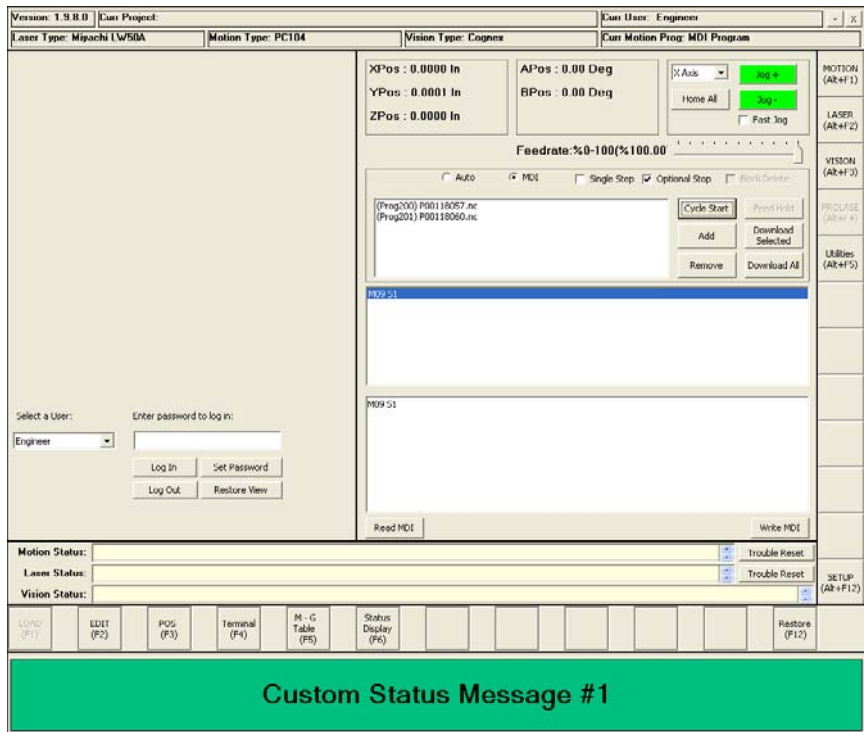 Version: 1.9.8.0 Curr Project: Curr User: Engineer - X
Laser Type: Miyachi LW50A Motion Type: PC104 Vision Type: Cognex Curr Motion Prog: MDI Program
XPos : 0.0000 In APos : 0.00 Deg X Axis Jog +
YPos : 0.0001 In BPos : 0.00 Deg Home All Jog -
ZPos : 0.0000 In Fast Jog
Feedrate:%0-100(%100.00
Auto MDI Single Step Optional Stop Block Delete
(Prog200) P00118057.nc
(Prog201) P00118060.nc
Cycle Start Feed Hold
Add Download Selected
Remove Download All
M09 S1
M09 S1
Read MDI Write MDI
Select a User: Enter password to log in:
Engineer
Log In Set Password
Log Out Restore View
MOTION
(Alt+F1)
LASER
(Alt+F2)
VISION
(Alt+F3)
PROLASE
(Alt+F4)
Utilities
(Alt+F5)
SETUP
(Alt+F12)
Motion Status: Trouble Reset
Laser Status: Trouble Reset
Vision Status:
LOAD
(F1)
EDIT
(F2)
POS
(F3)
Terminal
(F4)
M - G
Table
(F5)
Status
Display
(F6)
Restore
(F12)
Custom Status Message #1